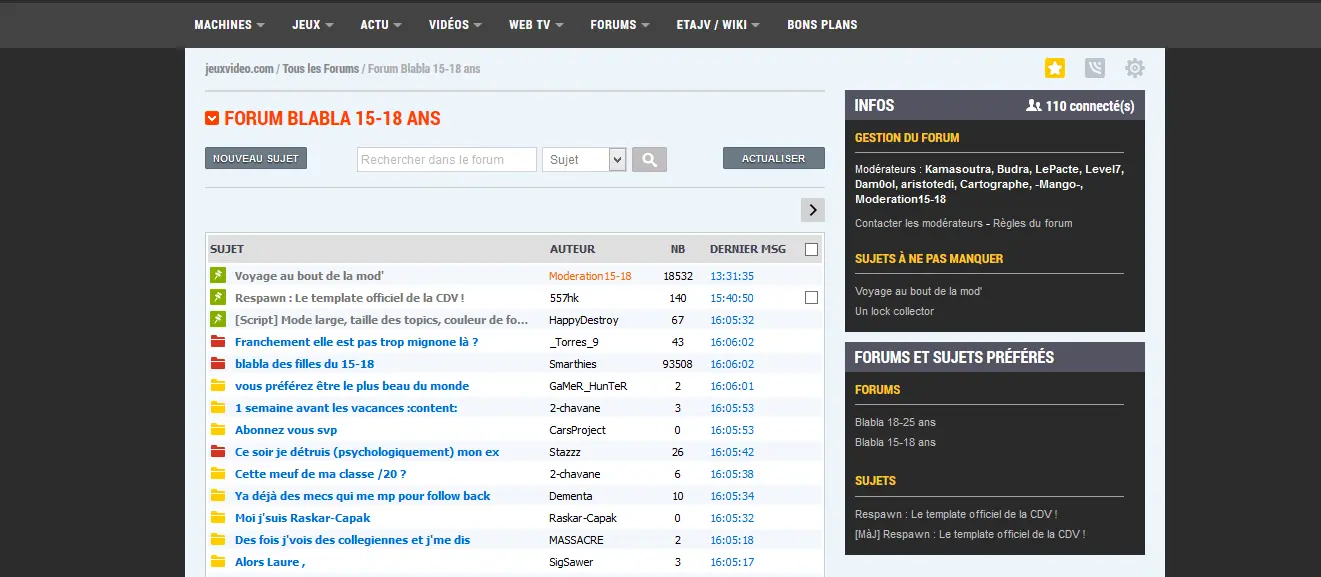 MACHINES JEUX ACTU VIDÉOS WEB TV FORUMS ETAJV / WIKI BONS PLANS
jeuxvideo.com / Tous les Forums / Forum Blabla 15-18 ans
FORUM BLABLA 15-18 ANS
NOUVEAU SUJET Rechercher dans le forum Sujet ACTUALISER
SUJET AUTEUR NB DERNIER MSG
Voyage au bout de la mod' Moderation15-18 18532 13:31:35
Respawn : Le template officiel de la CDV ! 557hk 140 15:40:50
[Script] Mode large, taille des topics, couleur de fo... HappyDestroy 67 16:05:32
Franchement elle est pas trop mignone là ? _Torres_9 43 16:06:02
blabla des filles du 15-18 Smarthies 93508 16:06:02
vous préférez être le plus beau du monde GaMeR_HunTeR 2 16:06:01
1 semaine avant les vacances :content: 2-chavane 3 16:05:53
Abonnez vous svp CarsProject 0 16:05:53
Ce soir je détruis (psychologiquement) mon ex Stazzz 26 16:05:42
Cette meuf de ma classe /20 ? 2-chavane 6 16:05:38
Ya déjà des mecs qui me mp pour follow back Dementa 10 16:05:34
Moi j'suis Raskar-Capak Raskar-Capak 0 16:05:32
Des fois j'vois des collegiennes et j'me dis MASSACRE 2 16:05:18
Alors Laure , SigSawer 3 16:05:17
INFOS 110 connecté(s)
GESTION DU FORUM
Modérateurs : Kamasoutra, Budra, LePacte, Level7,
Dam0ol, aristotedi, Cartographe, -Mango-,
Moderation15-18
Contacter les modérateurs - Règles du forum
SUJETS À NE PAS MANQUER
Voyage au bout de la mod'
Un lock collector
FORUMS ET SUJETS PRÉFÉRÉS
FORUMS
Blabla 18-25 ans
Blabla 15-18 ans
SUJETS
Respawn : Le template officiel de la CDV !
[MàJ] Respawn : Le template officiel de la CDV !